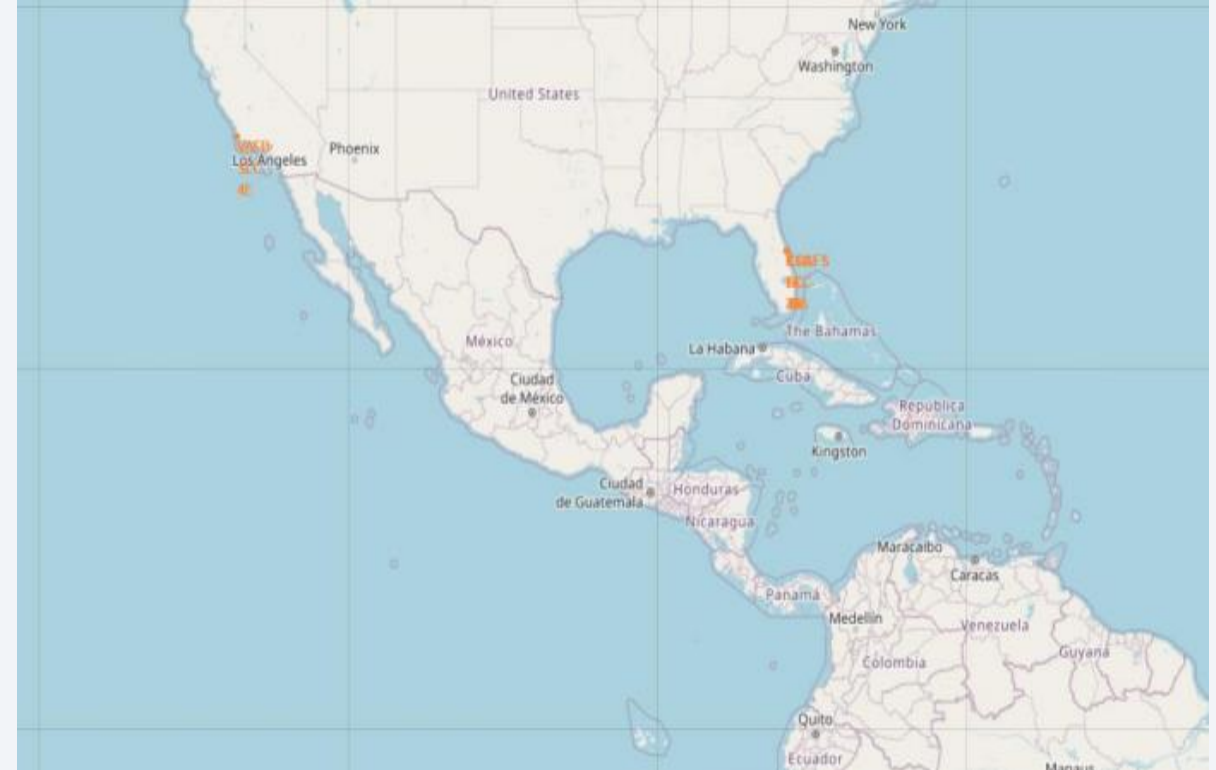 New York
Washington
United States
Los Angeles
Phoenix
The Bahamas
México
La Habana
Cuba
Ciudad
de México
República
Dominicana
Kingston
Ciudad
de Guatemala
Honduras
Nicaragua
Maracaibo
Caracas
Panamá
Medellín
Venezuela
Guyana
Colombia
Quito
Ecuador
Manaus